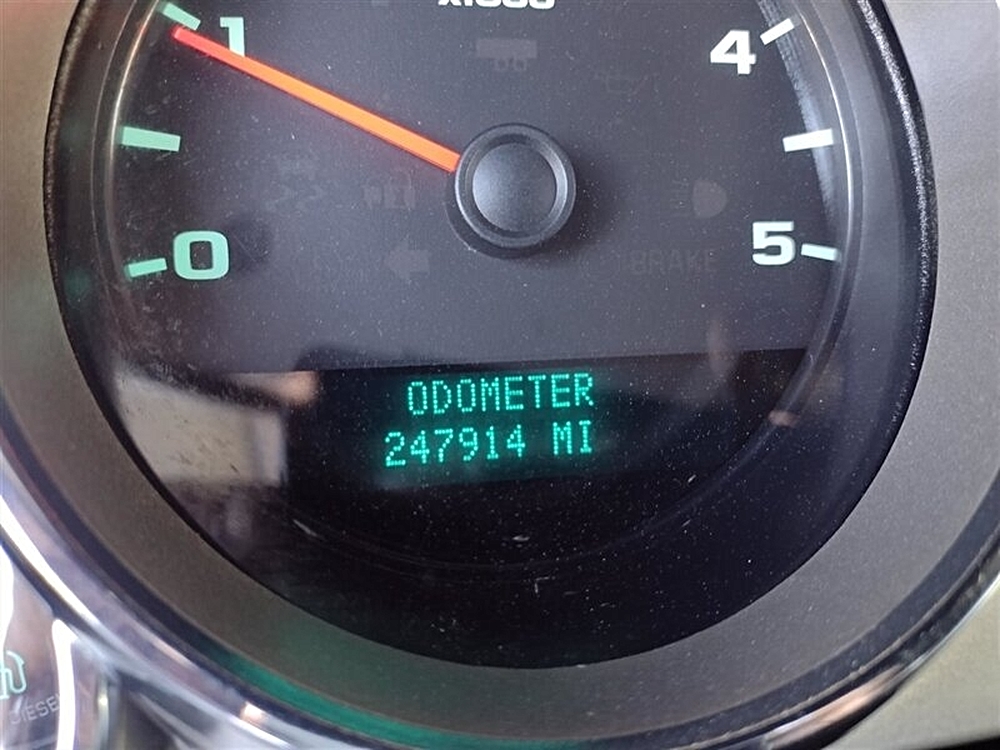 x1000
1
4
0
5
BRAKE
ODOMETER
247914 MI
DIESEL